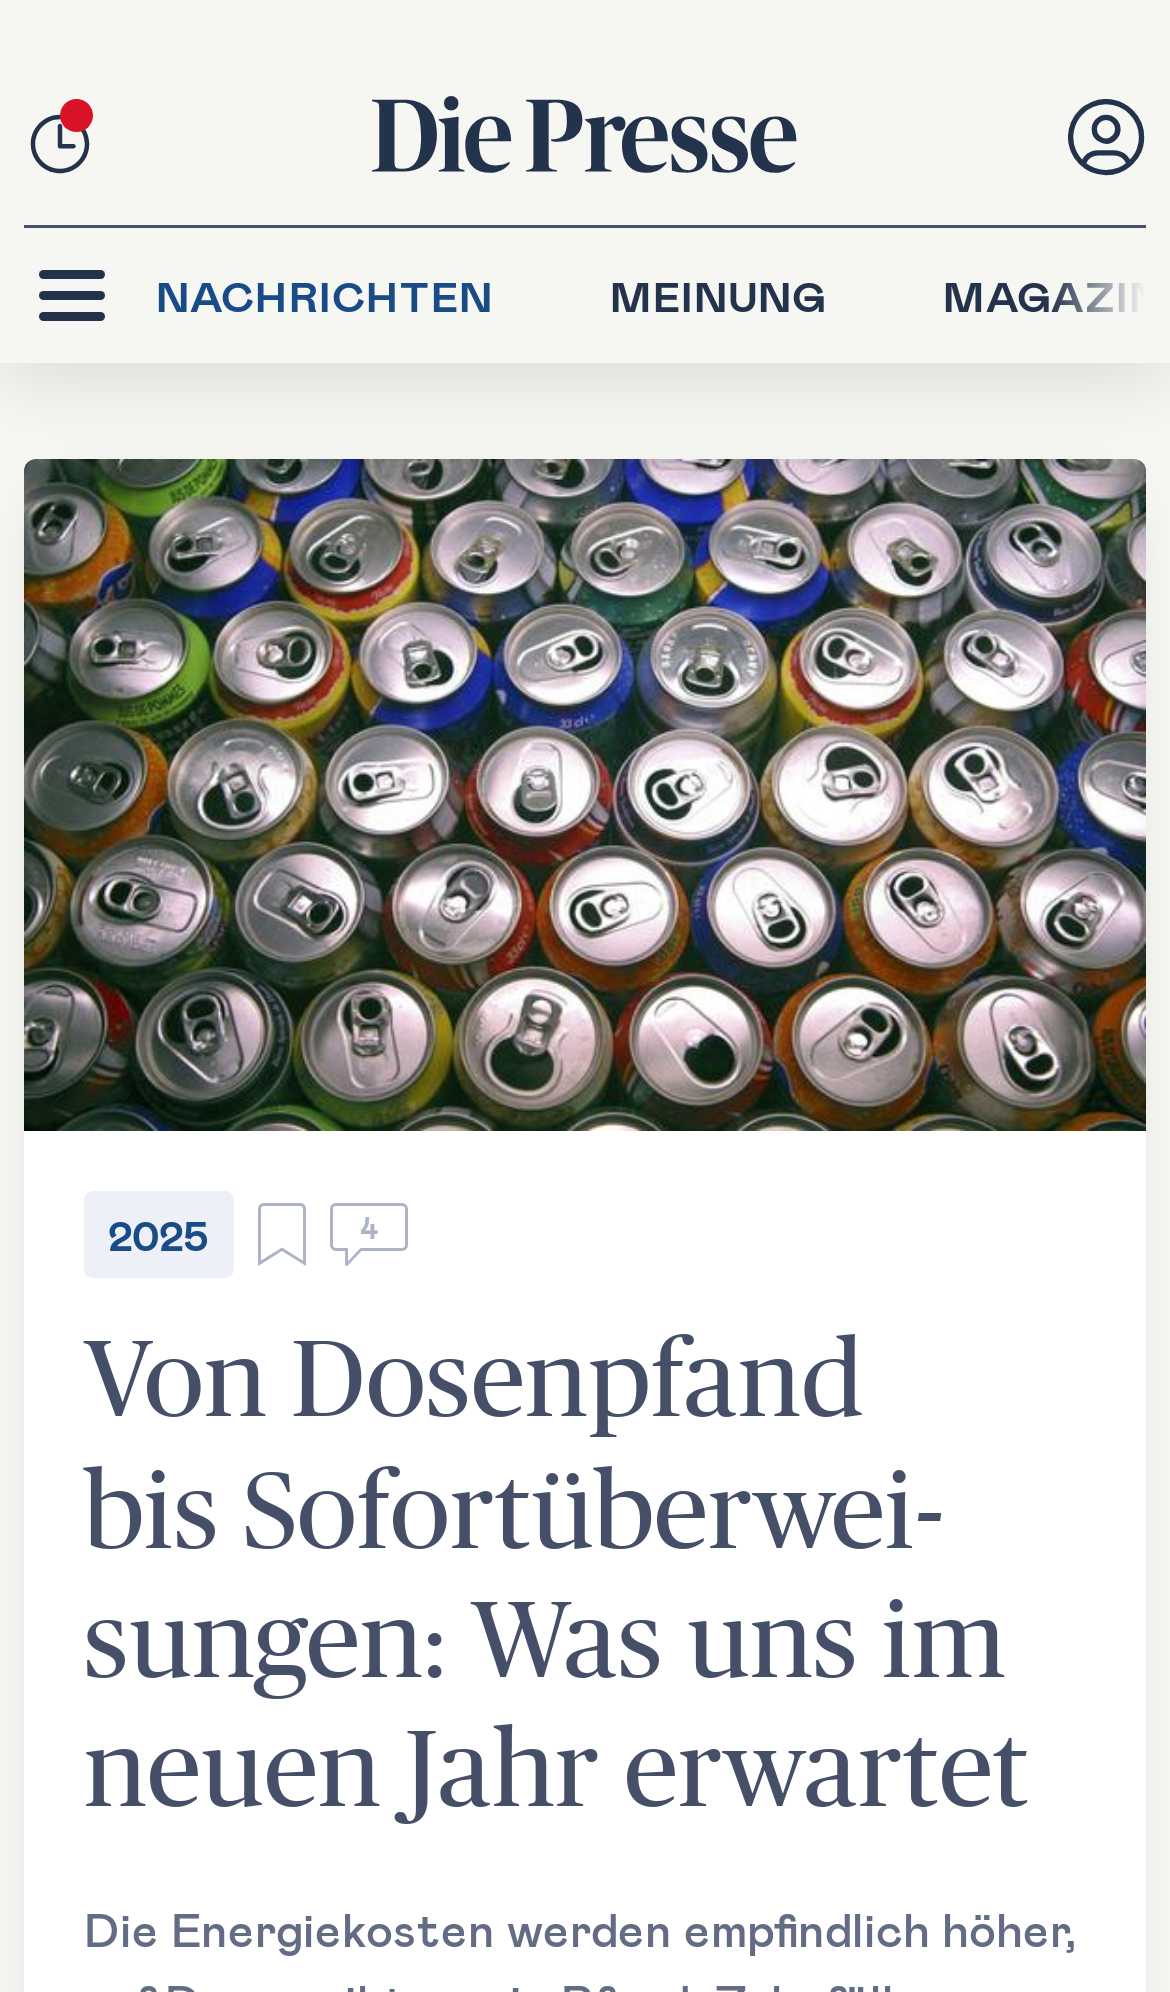 Die Presse
NACHRICHTEN MEINUNG
2025 4
Von Dosenpfand
bis Sofortüberwei-
sungen: Was uns im
neuen Jahr erwartet
Die Energiekosten werden empfindlich höher,